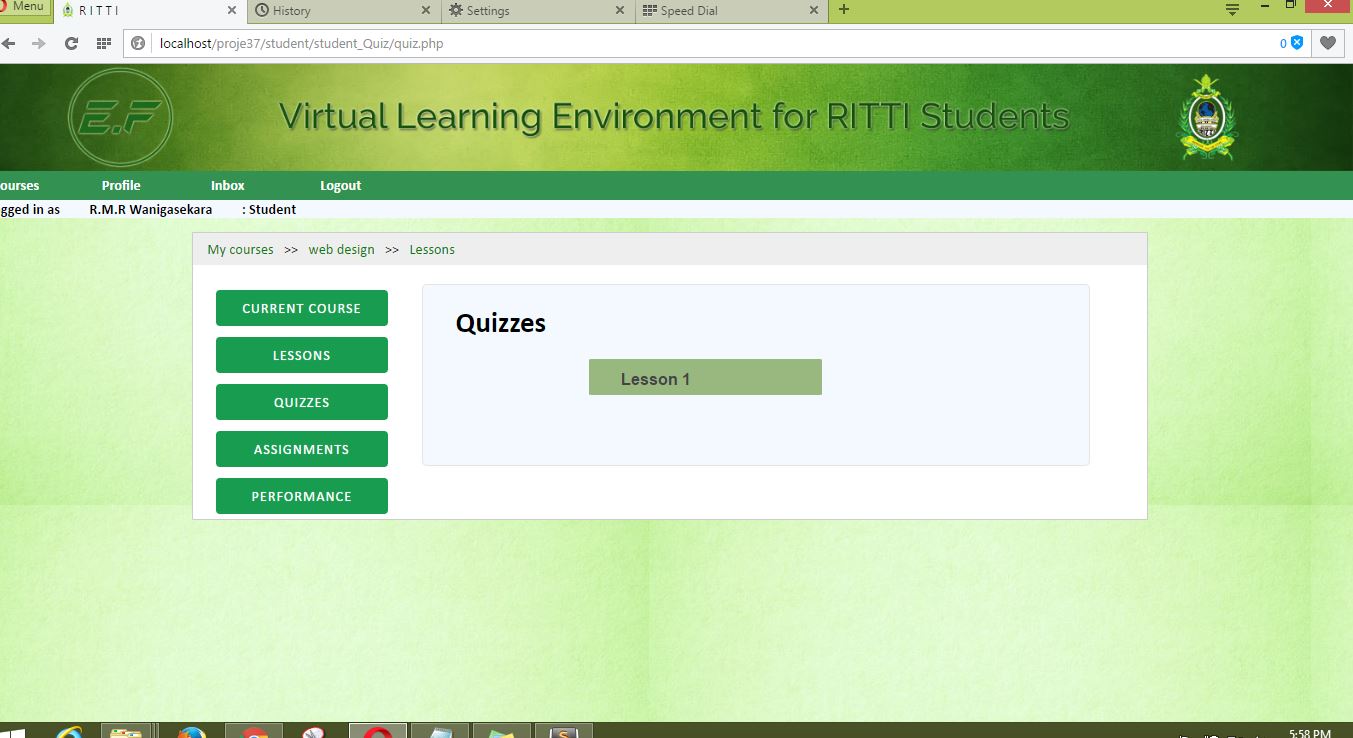 Menu
R I T T I
History
Settings
Speed Dial
localhost/proje37/student/student_Quiz/quiz.php
0
E.F
Virtual Learning Environment for RITTI Students
ourses Profile Inbox Logout
gged in as R.M.R Wanigasekara : Student
My courses >> web design >> Lessons
CURRENT COURSE
LESSONS
QUIZZES
ASSIGNMENTS
PERFORMANCE
Quizzes
Lesson 1
5:58 PM